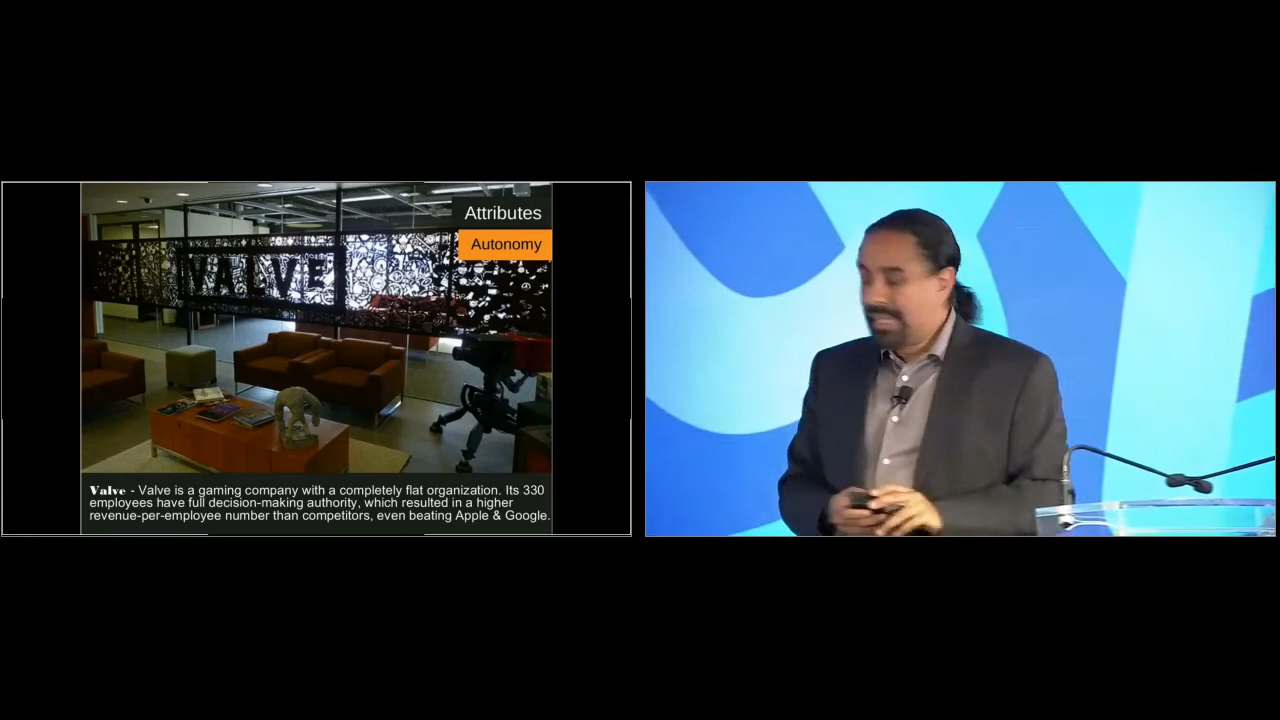 VALVE
Attributes
Autonomy
Valve - Valve is a gaming company with a completely flat organization. Its 330
employees have full decision-making authority, which resulted in a higher
revenue-per-employee number than competitors, even beating Apple & Google.